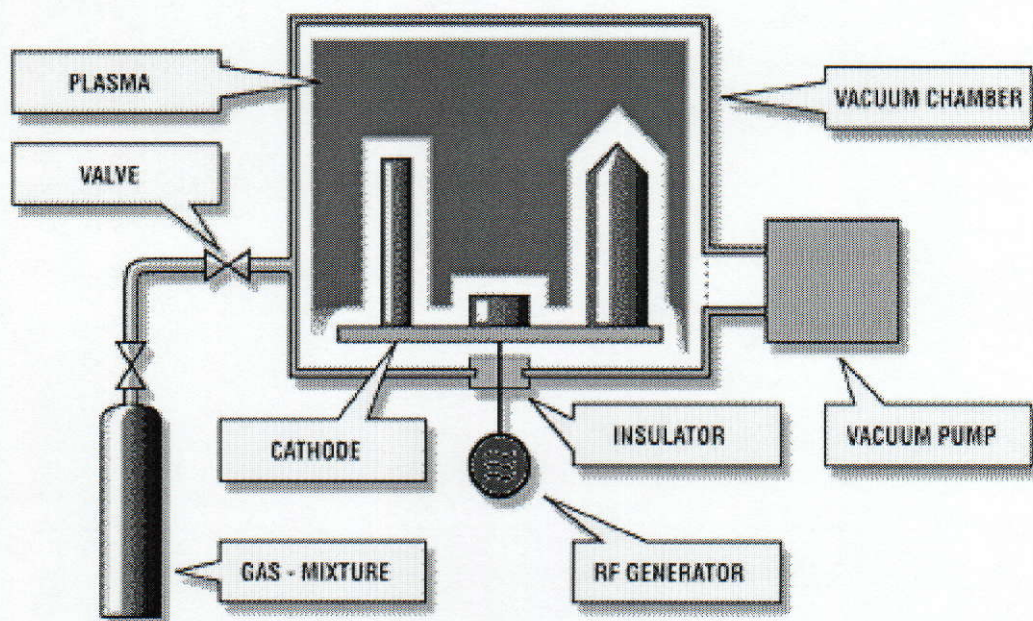 PLASMA
VACUUM CHAMBER
VALVE
CATHODE
INSULATOR
VACUUM PUMP
GAS - MIXTURE
RF GENERATOR